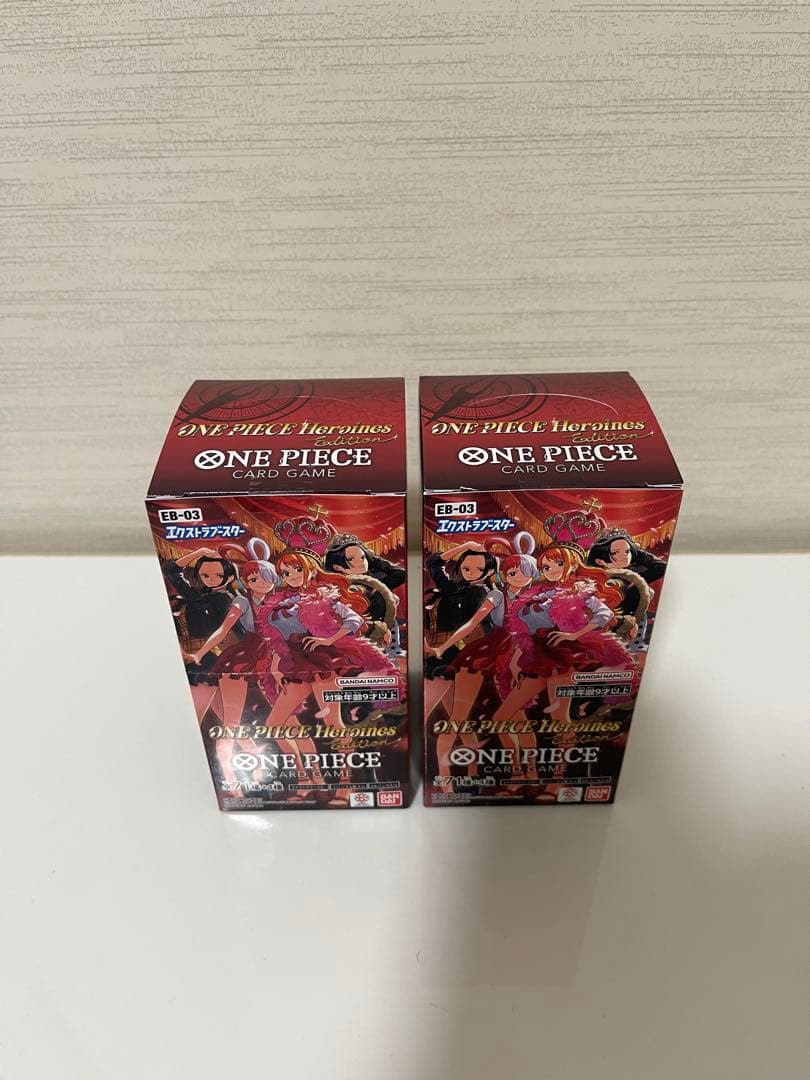 ONE PIECE Heroines
Edition
ONE PIECE
CARD GAME
EB-03
エクストラブースター
BANDAI NAMCO
対象年齢9才以上
ONE PIECE Heroines
Edition
ONE PIECE
CARD GAME
BAN
DAI
ONE PIECE Heroines
Edition
ONE PIECE
CARD GAME
EB-03
エクストラブースター
BANDAI NAMCO
対象年齢9才以上
ONE PIECE Heroines
Edition
ONE PIECE
CARD GAME
BAN
DAI